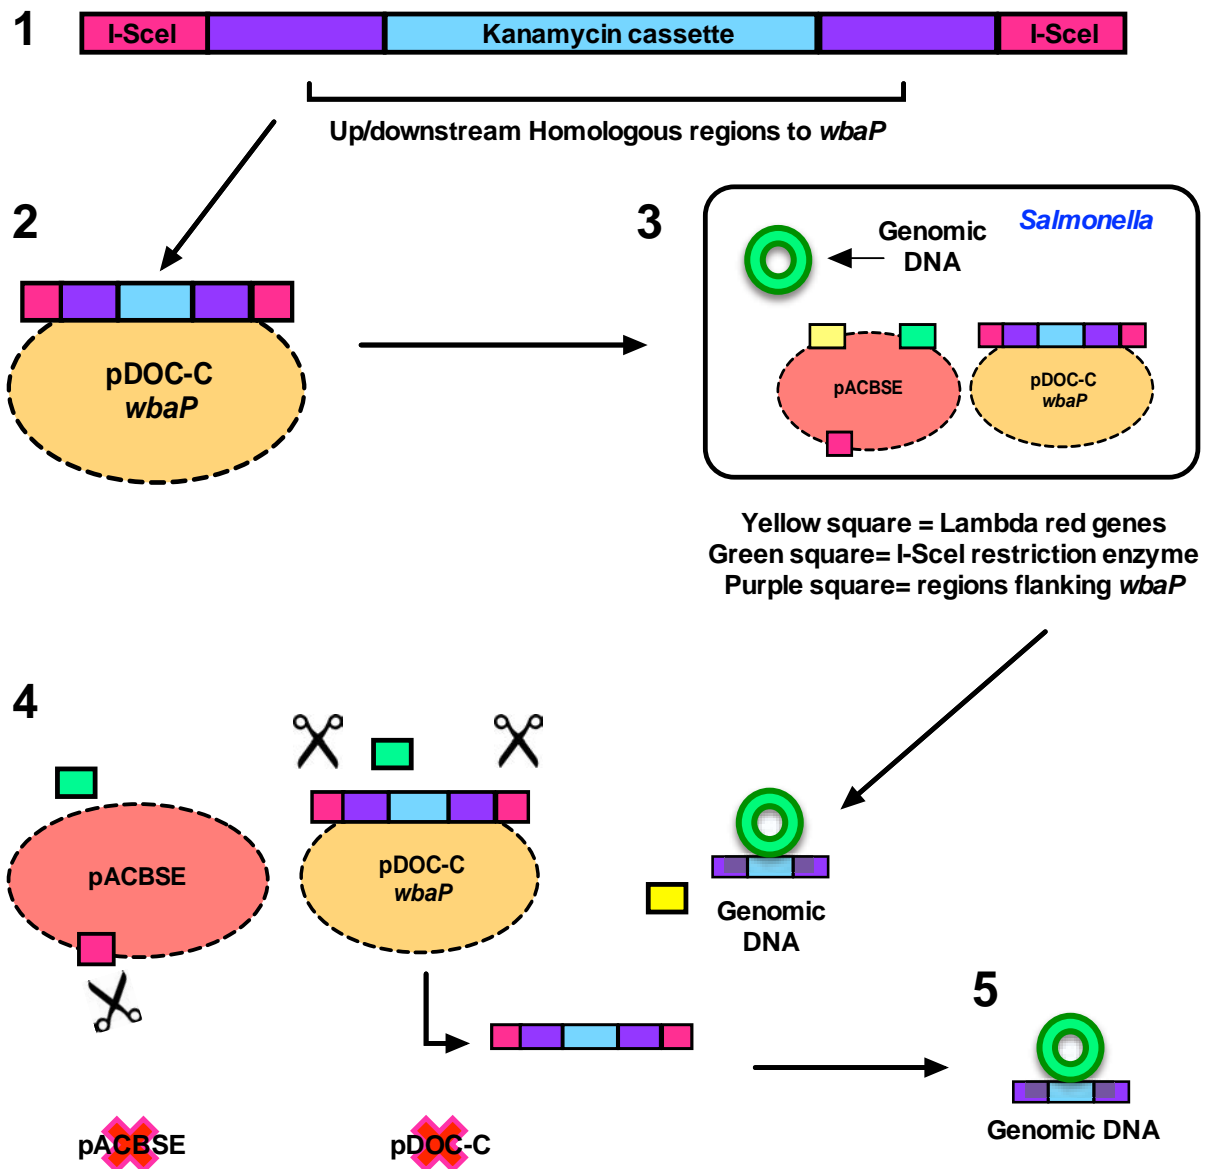 1
I-SceI
Kanamycin cassette
I-SceI
Up/downstream Homologous regions to wbaP
2
pDOC-C
wbaP
3
Salmonella
Genomic
DNA
pACBSE
pDOC-C
wbaP
Yellow square = Lambda red genes
Green square= I-SceI restriction enzyme
Purple square= regions flanking wbaP
4
pACBSE
pDOC-C
wbaP
Genomic
DNA
5
Genomic DNA
pACBSE
pDOC-C